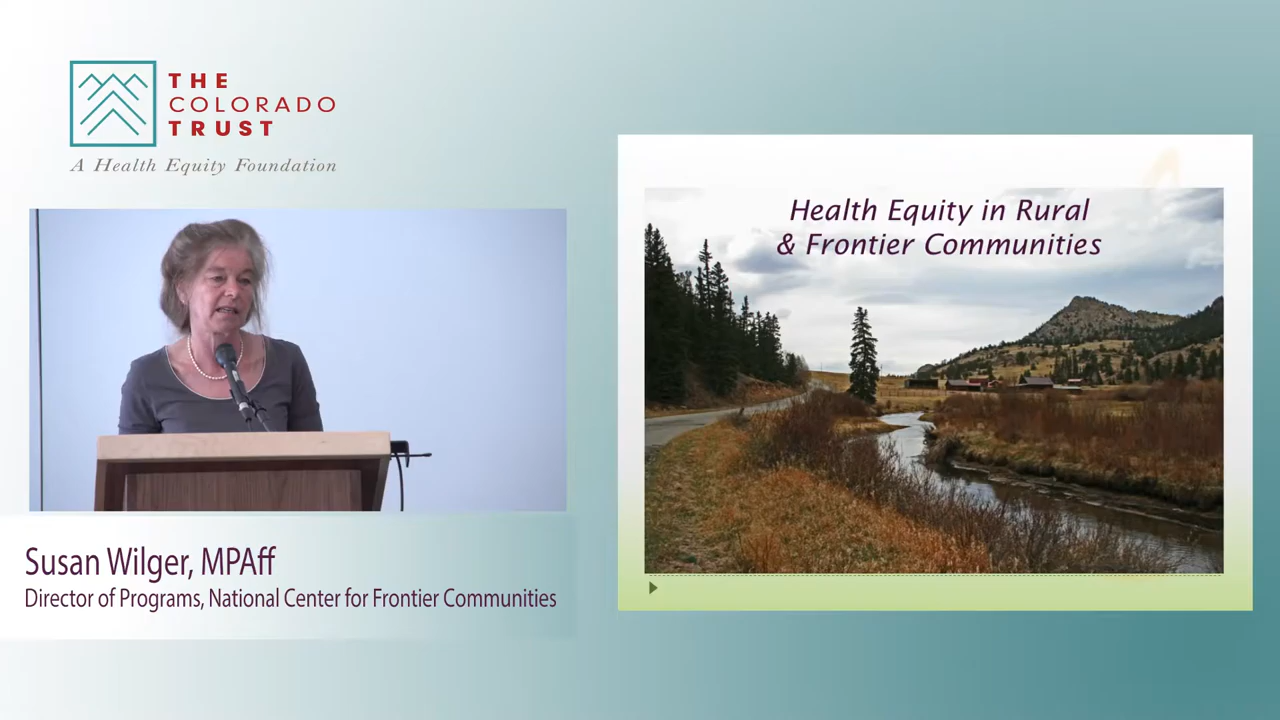 THE
COLORADO
TRUST
A Health Equity Foundation
Susan Wilger, MPAff
Director of Programs, National Center for Frontier Communities
Health Equity in Rural
& Frontier Communities